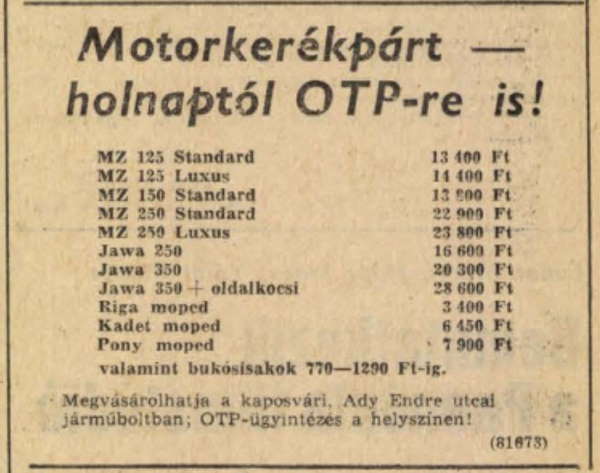 Motorkerékpárt —
holnaptól OTP-re is!
MZ 125 Standard 13 400 Ft
MZ 125 Luxus 14 400 Ft
MZ 150 Standard 13 800 Ft
MZ 250 Standard 22 900 Ft
MZ 250 Luxus 23 800 Ft
Jawa 250 16 600 Ft
Jawa 350 20 300 Ft
Jawa 350 + oldalkocsi 28 600 Ft
Riga moped 3 400 Ft
Kadet moped 6 450 Ft
Pony moped 7 900 Ft
valamint bukósisakok 770—1290 Ft-ig.
Megvásárolhatja a kaposvári, Ady Endre utcai
járműboltban; OTP-ügyintézés a helyszínen!
(81673)